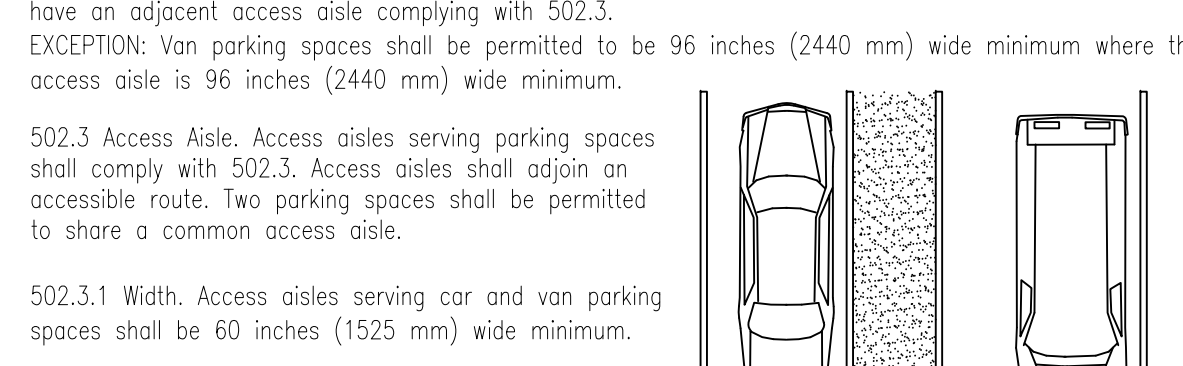 have an adjacent access aisle complying with 502.3.
EXCEPTION: Van parking spaces shall be permitted to be 96 inches (2440 mm) wide minimum where
access aisle is 96 inches (2440 mm) wide minimum.
502.3 Access Aisle. Access aisles serving parking spaces
shall comply with 502.3. Access aisles shall adjoin an
accessible route. Two parking spaces shall be permitted
to share a common access aisle.
502.3.1 Width. Access aisles serving car and van parking
spaces shall be 60 inches (1525 mm) wide minimum.